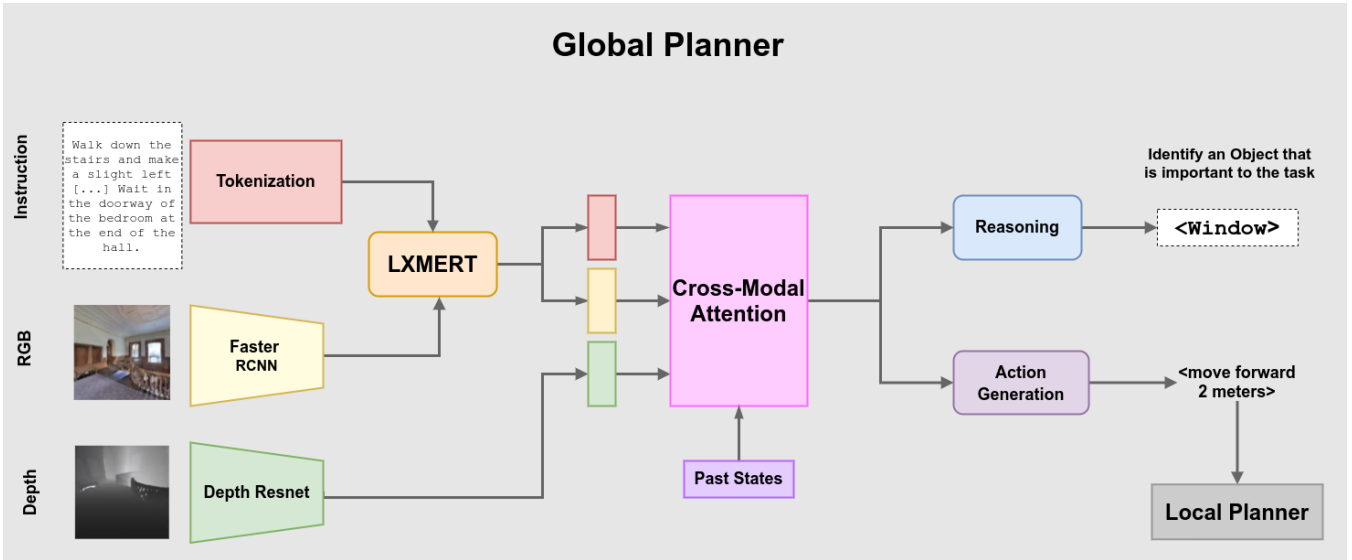 Global Planner
Instruction
Walk down the
stairs and make
a slight left
[...] Wait in
the doorway of
the bedroom at
the end of the
hall.
Tokenization
LXMERT
RGB
Faster
RCNN
Depth
Depth Resnet
Cross-Modal
Attention
Past States
Reasoning
Identify an Object that
is important to the task
<Window>
Action
Generation
<move forward
2 meters>
Local Planner